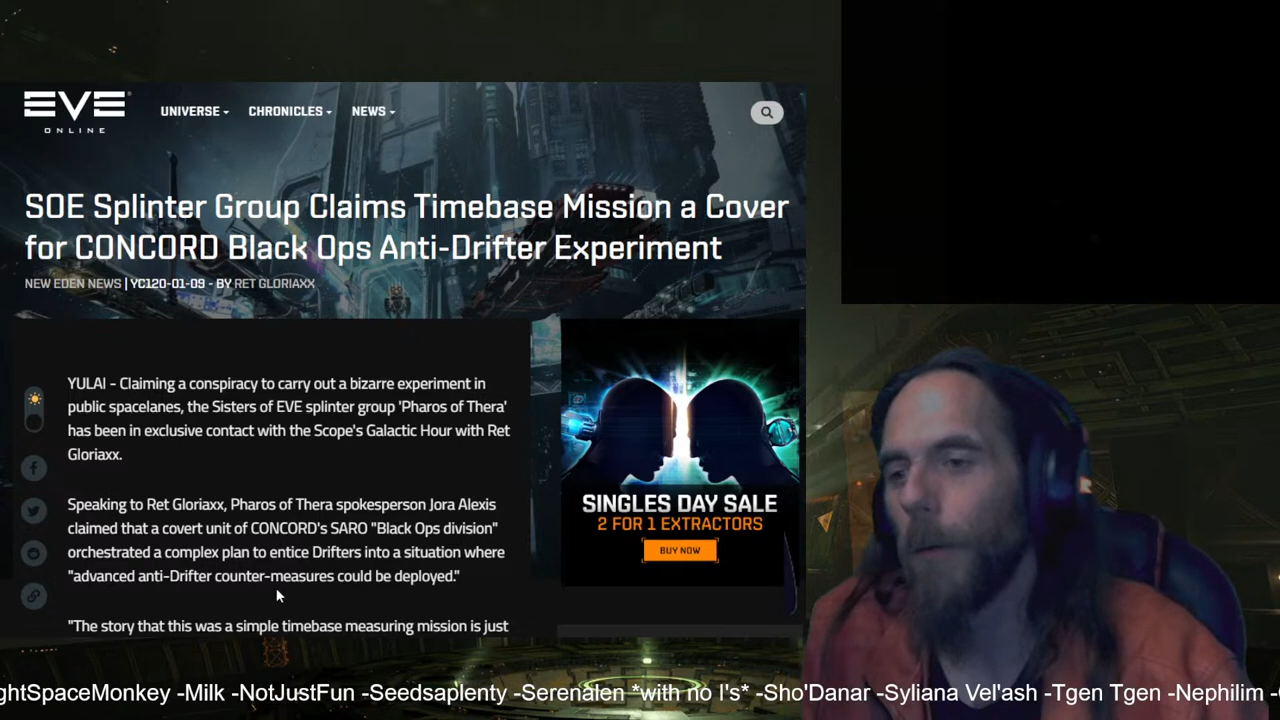 EVE
ONLINE
UNIVERSE
CHRONICLES
NEWS
SOE Splinter Group Claims Timebase Mission a Cover
for CONCORD Black Ops Anti-Drifter Experiment
NEW EDEN NEWS | YC120-01-09 - BY RET GLORIAXX
YULAI - Claiming a conspiracy to carry out a bizarre experiment in
public spacelanes, the Sisters of EVE splinter group 'Pharos of Thera'
has been in exclusive contact with the Scope's Galactic Hour with Ret
Gloriaxx.
Speaking to Ret Gloriaxx, Pharos of Thera spokesperson Jora Alexis
claimed that a covert unit of CONCORD's SARO "Black Ops division"
orchestrated a complex plan to entice Drifters into a situation where
"advanced anti-Drifter counter-measures could be deployed."
"The story that this was a simple timebase measuring mission is just
SINGLES DAY SALE
2 FOR 1 EXTRACTORS
BUY NOW
ghtSpaceMonkey -Milk -NotJustFun -Seedsaplenty -Serenalen *with no I's* -Sho'Danar -Syliana Vel'ash -Tgen Tgen -Nephilim -